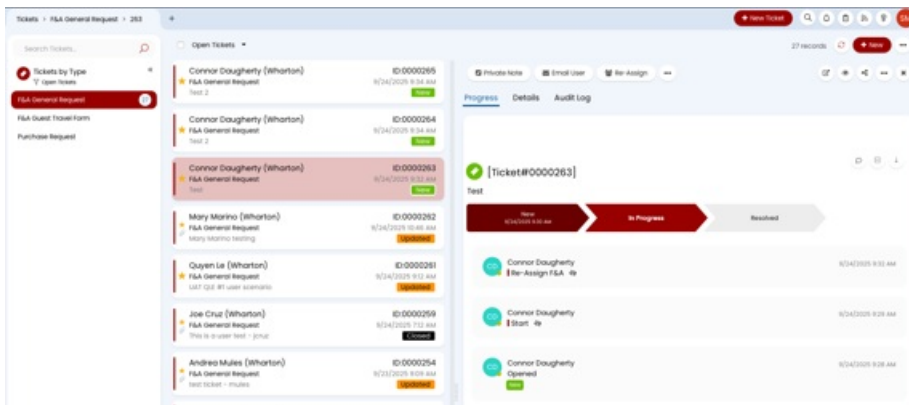 Tickets > F&A General Request > 263
+
+ New Ticket
Search Tickets...
Tickets by Type
Open Tickets
F&A General Request
F&A Guest Travel Form
Purchase Request
Open Tickets
27 records
+ New
Connor Daugherty (Wharton) ID:0000265
F&A General Request 9/24/2025 9:34 AM
Test 2 New
Connor Daugherty (Wharton) ID:0000264
F&A General Request 9/24/2025 9:34 AM
Test 2 New
Connor Daugherty (Wharton) ID:0000263
F&A General Request 9/24/2025 9:32 AM
Test New
Mary Marino (Wharton) ID:0000262
F&A General Request 9/24/2025 10:46 AM
Mary Marino testing Updated
Quyen Le (Wharton) ID:0000261
F&A General Request 9/24/2025 9:12 AM
UAT Qld #1 user scenario Updated
Joe Cruz (Wharton) ID:0000259
F&A General Request 9/24/2025 7:12 AM
This is a user test - jcruz Closed
Andrea Mules (Wharton) ID:0000254
F&A General Request 9/23/2025 9:09 AM
test ticket - mules Updated
Private Note Email User Re-Assign
Progress Details Audit Log
[Ticket#0000263]
Test
New In Progress Resolved
Connor Daugherty 9/24/2025 9:32 AM
Re-Assign F&A
Connor Daugherty 9/24/2025 9:29 AM
Start
Connor Daugherty 9/24/2025 9:28 AM
Opened
New
CD
CD
CD